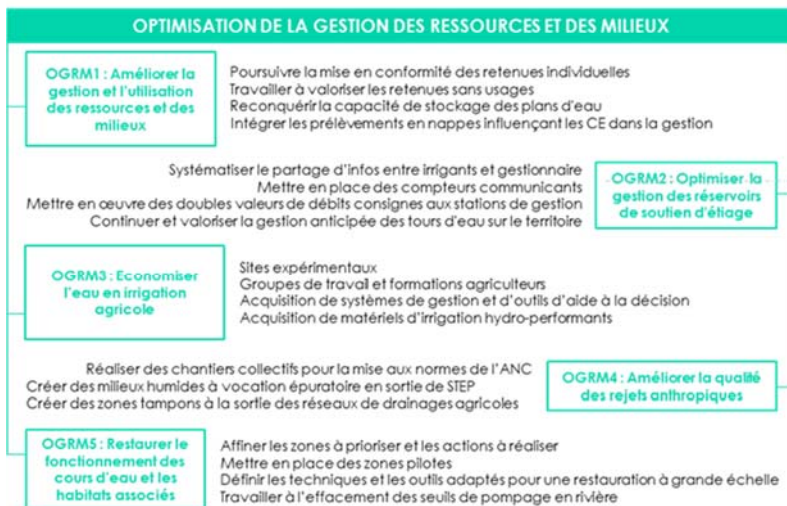 OPTIMISATION DE LA GESTION DES RESSOURCES ET DES MILIEUX
OGRM1 : Améliorer la
gestion et l'utilisation
des ressources et des
milieux
Poursuivre la mise en conformité des retenues individuelles
Travailler à valoriser les retenues sans usages
Reconquérir la capacité de stockage des plans d'eau
Intégrer les prélèvements en nappes influençant les CE dans la gestion
Systématiser le partage d'infos entre irrigants et gestionnaire
Mettre en place des compteurs communicants
Mettre en œuvre des doubles valeurs de débits consignes aux stations de gestion
Continuer et valoriser la gestion anticipée des tours d'eau sur le territoire
OGRM2 : Optimiser la
gestion des réservoirs
de soutien d'étiage
OGRM3 : Economiser
l'eau en irrigation
agricole
Sites expérimentaux
Groupes de travail et formations agriculteurs
Acquisition de systèmes de gestion et d'outils d'aide à la décision
Acquisition de matériels d'irrigation hydro-performants
Réaliser des chantiers collectifs pour la mise aux normes de l'ANC
Créer des milieux humides à vocation épuratoire en sortie de STEP
Créer des zones tampons à la sortie des réseaux de drainages agricoles
OGRM4 : Améliorer la qualité
des rejets anthropiques
OGRM5 : Restaurer le
fonctionnement des
cours d'eau et les
habitats associés
Affiner les zones à prioriser et les actions à réaliser
Mettre en place des zones pilotes
Définir les techniques et les outils adaptés pour une restauration à grande échelle
Travailler à l'effacement des seuils de pompage en rivière